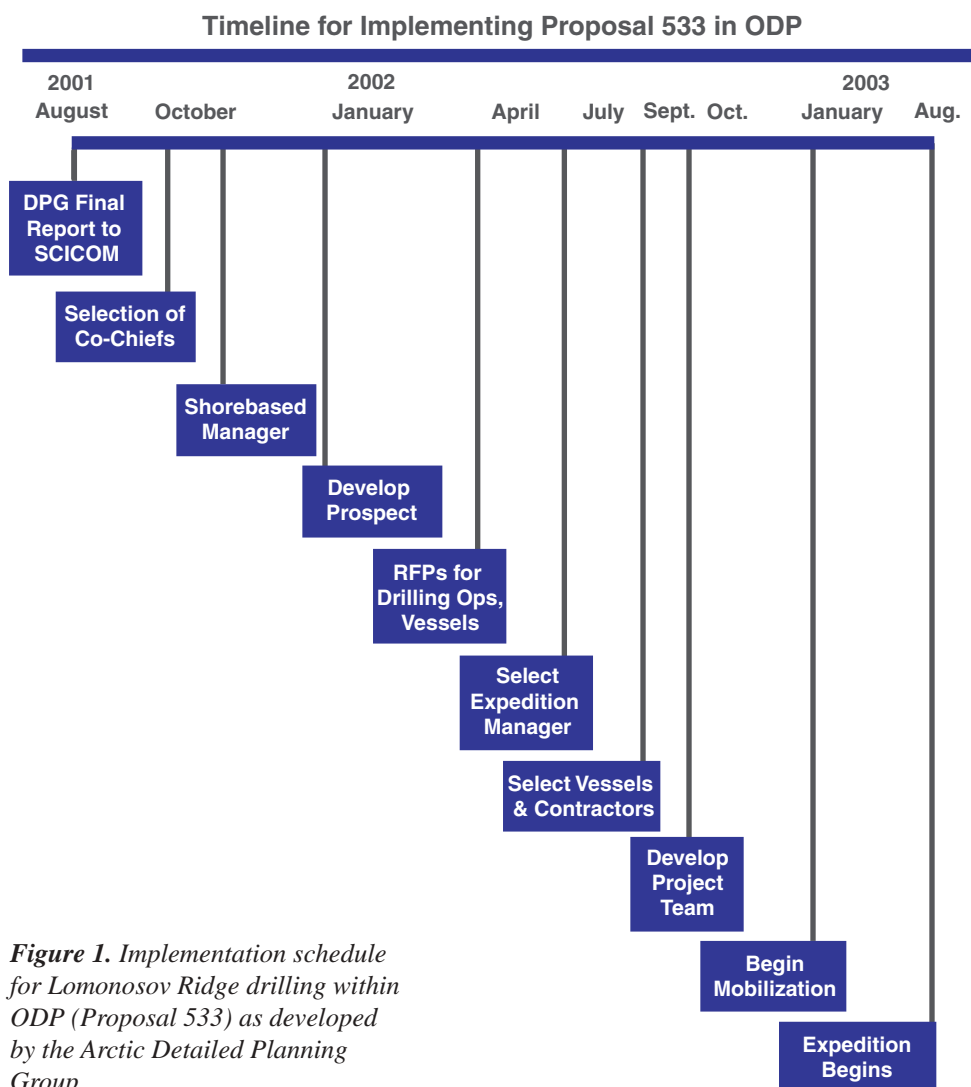 Timeline for Implementing Proposal 533 in ODP
2001 2002 2003
August October January April July Sept. Oct. January Aug.
DPG Final
Report to
SCICOM
Selection of
Co-Chiefs
Shorebased
Manager
Develop
Prospect
RFPs for
Drilling Ops,
Vessels
Select
Expedition
Manager
Select Vessels
& Contractors
Develop
Project
Team
Begin
Mobilization
Expedition
Begins
Figure 1. Implementation schedule
for Lomonosov Ridge drilling within
ODP (Proposal 533) as developed
by the Arctic Detailed Planning
Group